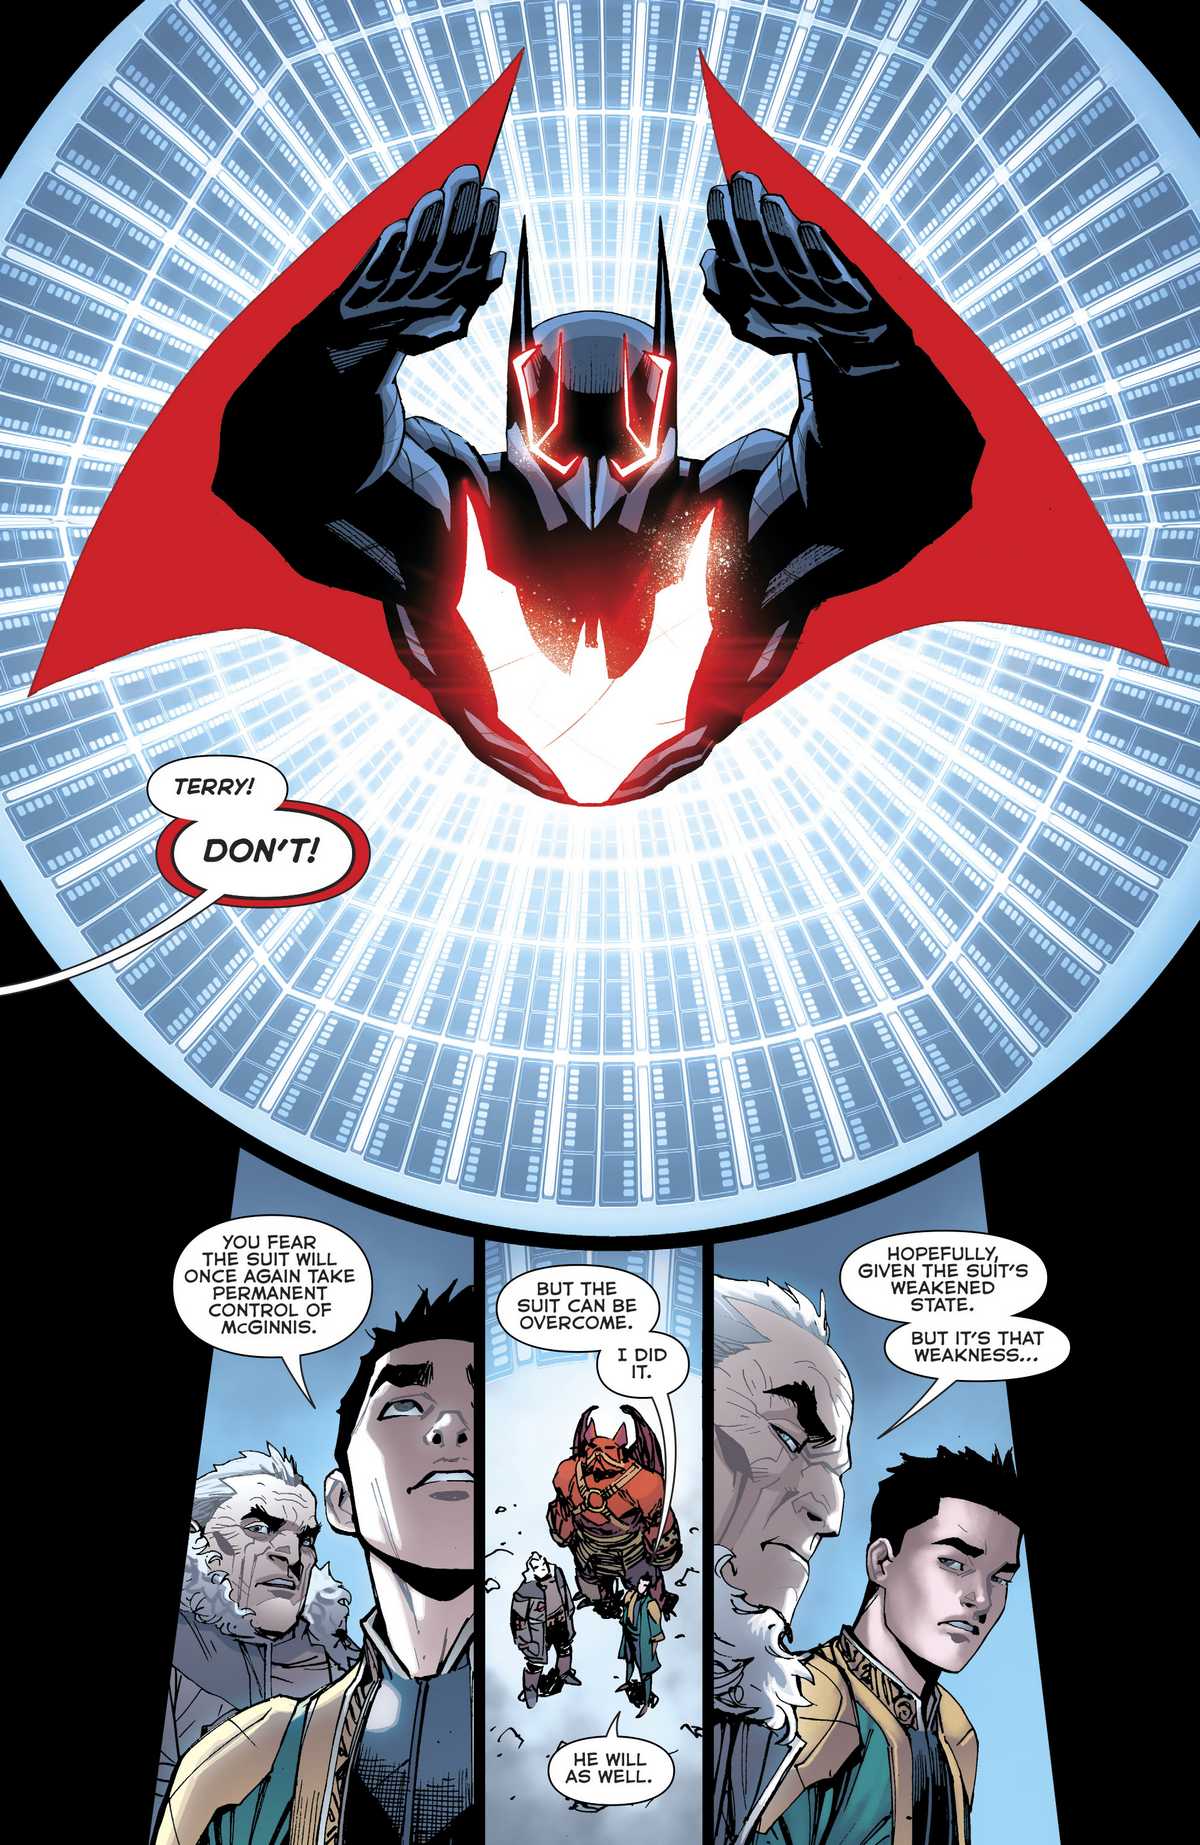 TERRY!
DON'T!
YOU FEAR
THE SUIT WILL
ONCE AGAIN TAKE
PERMANENT
CONTROL OF
McGINNIS.
BUT THE
SUIT CAN BE
OVERCOME.
I DID
IT.
HE WILL
AS WELL.
HOPEFULLY,
GIVEN THE SUIT'S
WEAKENED
STATE.
BUT IT'S THAT
WEAKNESS...